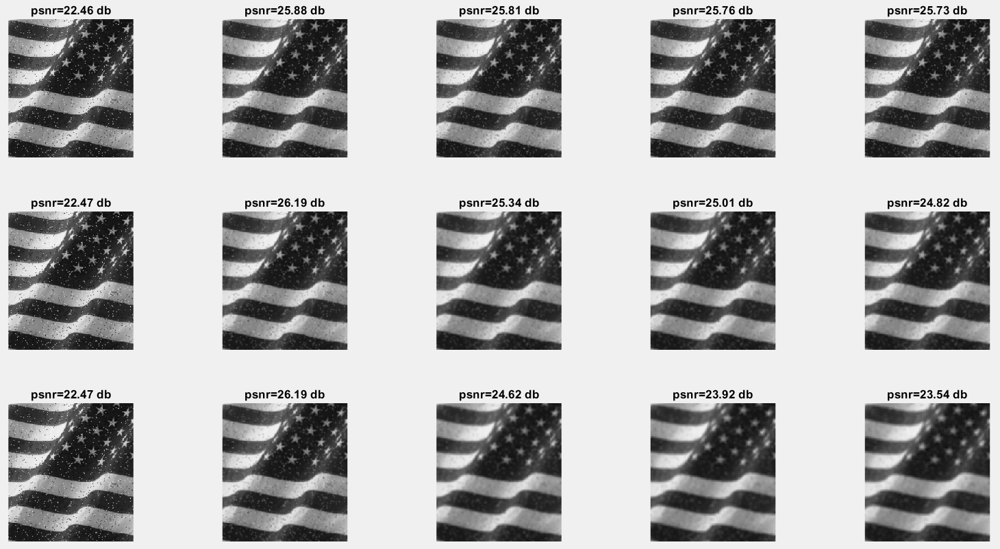 psnr=22.46 db psnr=25.88 db psnr=25.81 db psnr=25.76 db psnr=25.73 db
psnr=22.47 db psnr=26.19 db psnr=25.34 db psnr=25.01 db psnr=24.82 db
psnr=22.47 db psnr=26.19 db psnr=24.62 db psnr=23.92 db psnr=23.54 db